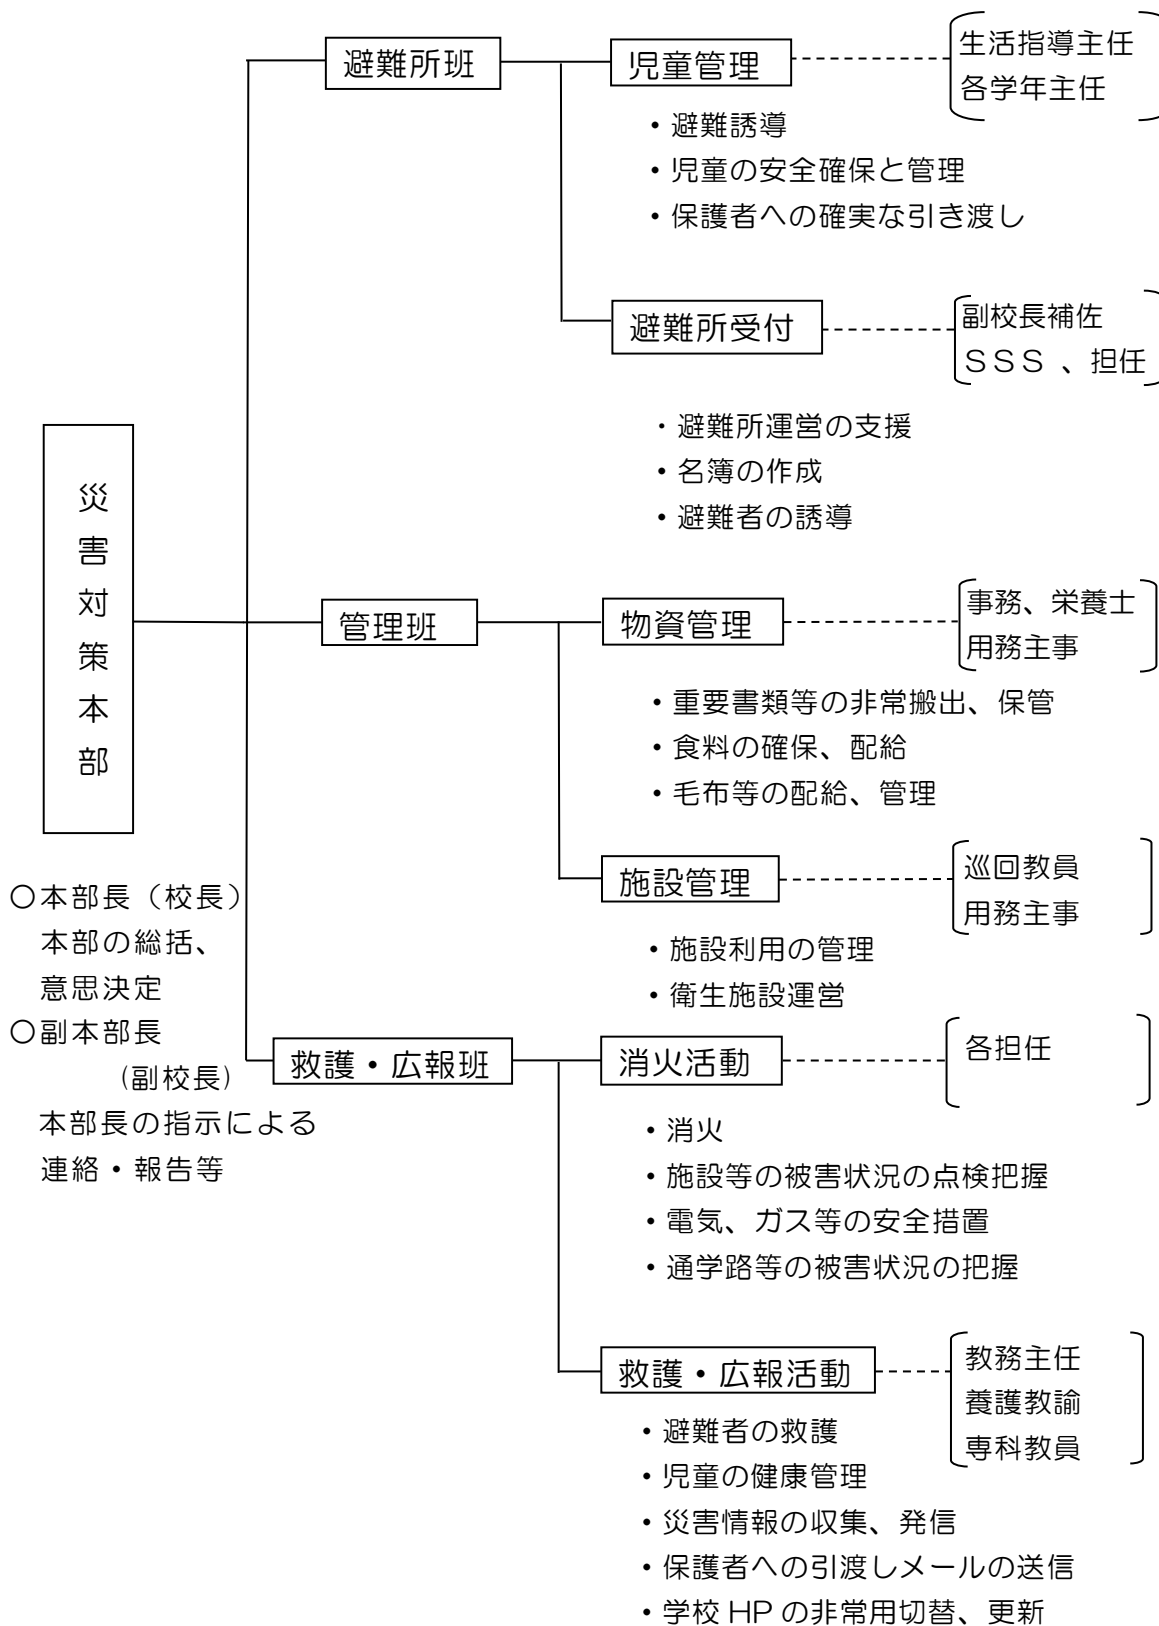 災害対策本部
〇本部長（校長）
本部の総括、
意思決定
〇副本部長
(副校長)
本部長の指示による
連絡・報告等
避難所班
児童管理
生活指導主任
各学年主任
・避難誘導
・児童の安全確保と管理
・保護者への確実な引き渡し
避難所受付
副校長補佐
ＳＳＳ、担任
・避難所運営の支援
・名簿の作成
・避難者の誘導
管理班
物資管理
事務、栄養士
用務主事
・重要書類等の非常搬出、保管
・食料の確保、配給
・毛布等の配給、管理
施設管理
巡回教員
用務主事
・施設利用の管理
・衛生施設運営
救護・広報班
消火活動
各担任
・消火
・施設等の被害状況の点検把握
・電気、ガス等の安全措置
・通学路等の被害状況の把握
救護・広報活動
教務主任
養護教諭
専科教員
・避難者の救護
・児童の健康管理
・災害情報の収集、発信
・保護者への引渡しメールの送信
・学校 HP の非常用切替、更新